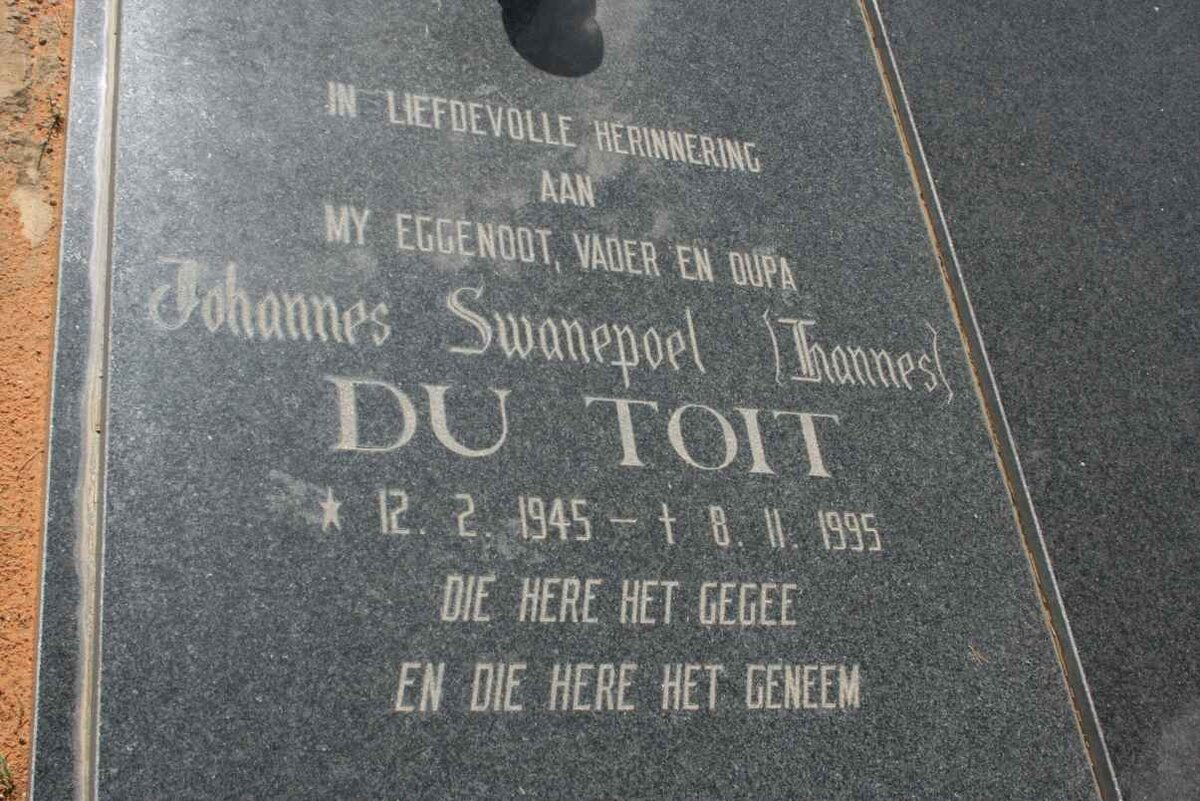 IN LIEFDEVOLLE HERINNERING
AAN
MY EGGENOOT, VADER EN OUPA
Johannes Swanepoel (Hannes)
DU TOIT
★ 12. 2. 1945 – † 8. 11. 1995
DIE HERE HET GEGEE
EN DIE HERE HET GENEEM